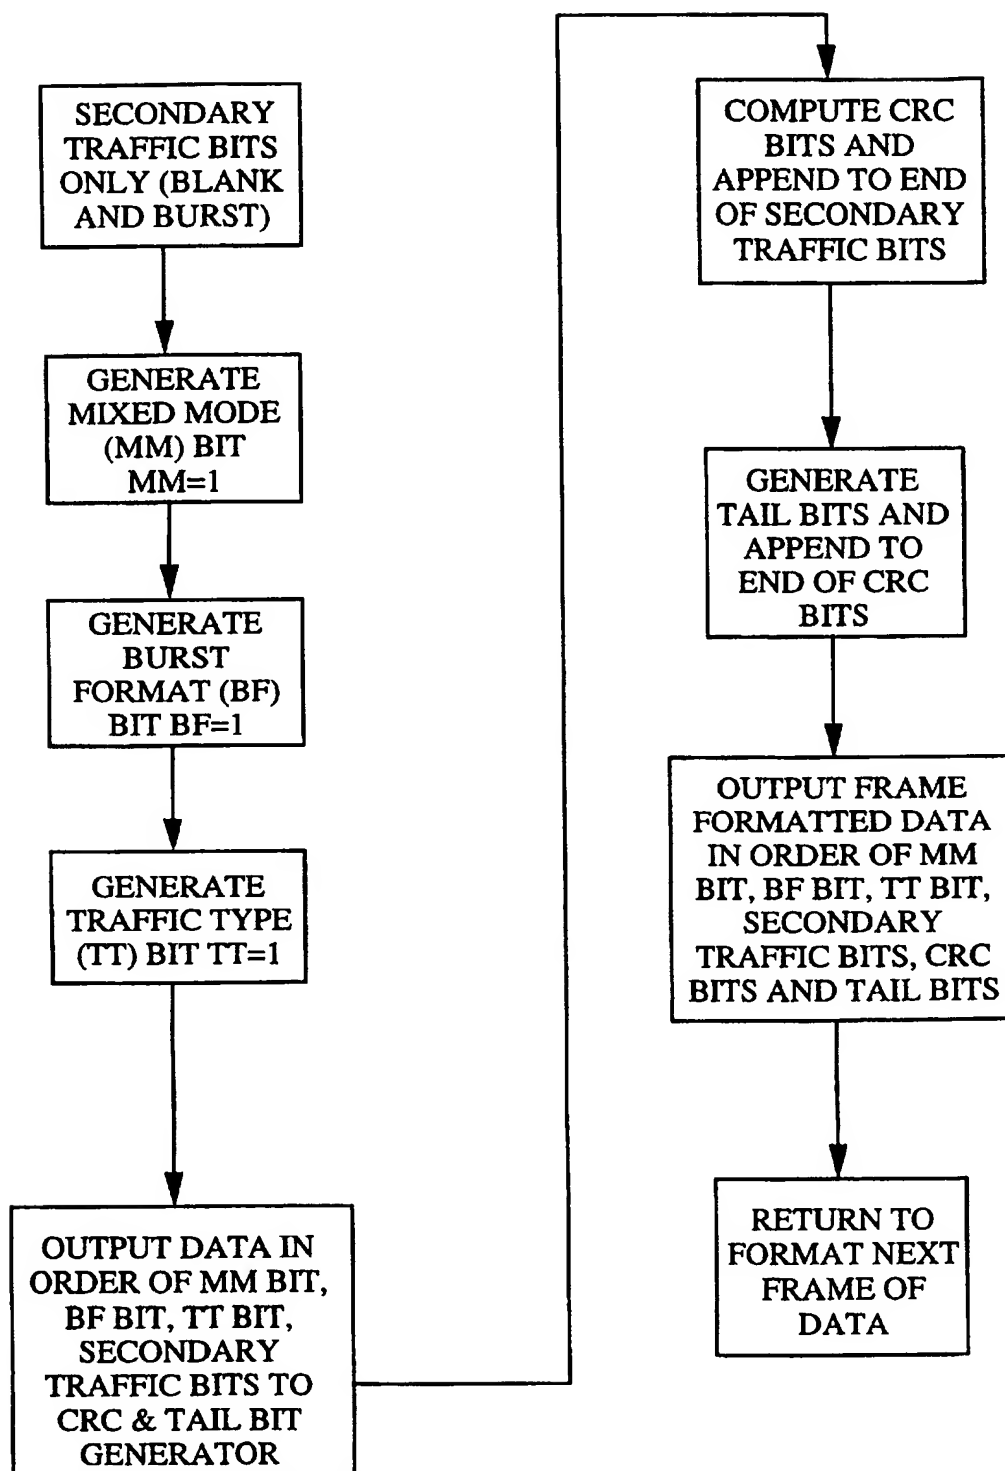 SECONDARY
TRAFFIC BITS
ONLY (BLANK
AND BURST)
GENERATE
MIXED MODE
(MM) BIT
MM=1
GENERATE
BURST
FORMAT (BF)
BIT BF=1
GENERATE
TRAFFIC TYPE
(TT) BIT TT=1
OUTPUT DATA IN
ORDER OF MM BIT,
BF BIT, TT BIT,
SECONDARY
TRAFFIC BITS TO
CRC & TAIL BIT
GENERATOR
COMPUTE CRC
BITS AND
APPEND TO END
OF SECONDARY
TRAFFIC BITS
GENERATE
TAIL BITS AND
APPEND TO
END OF CRC
BITS
OUTPUT FRAME
FORMATTED DATA
IN ORDER OF MM
BIT, BF BIT, TT BIT,
SECONDARY
TRAFFIC BITS, CRC
BITS AND TAIL BITS
RETURN TO
FORMAT NEXT
FRAME OF
DATA